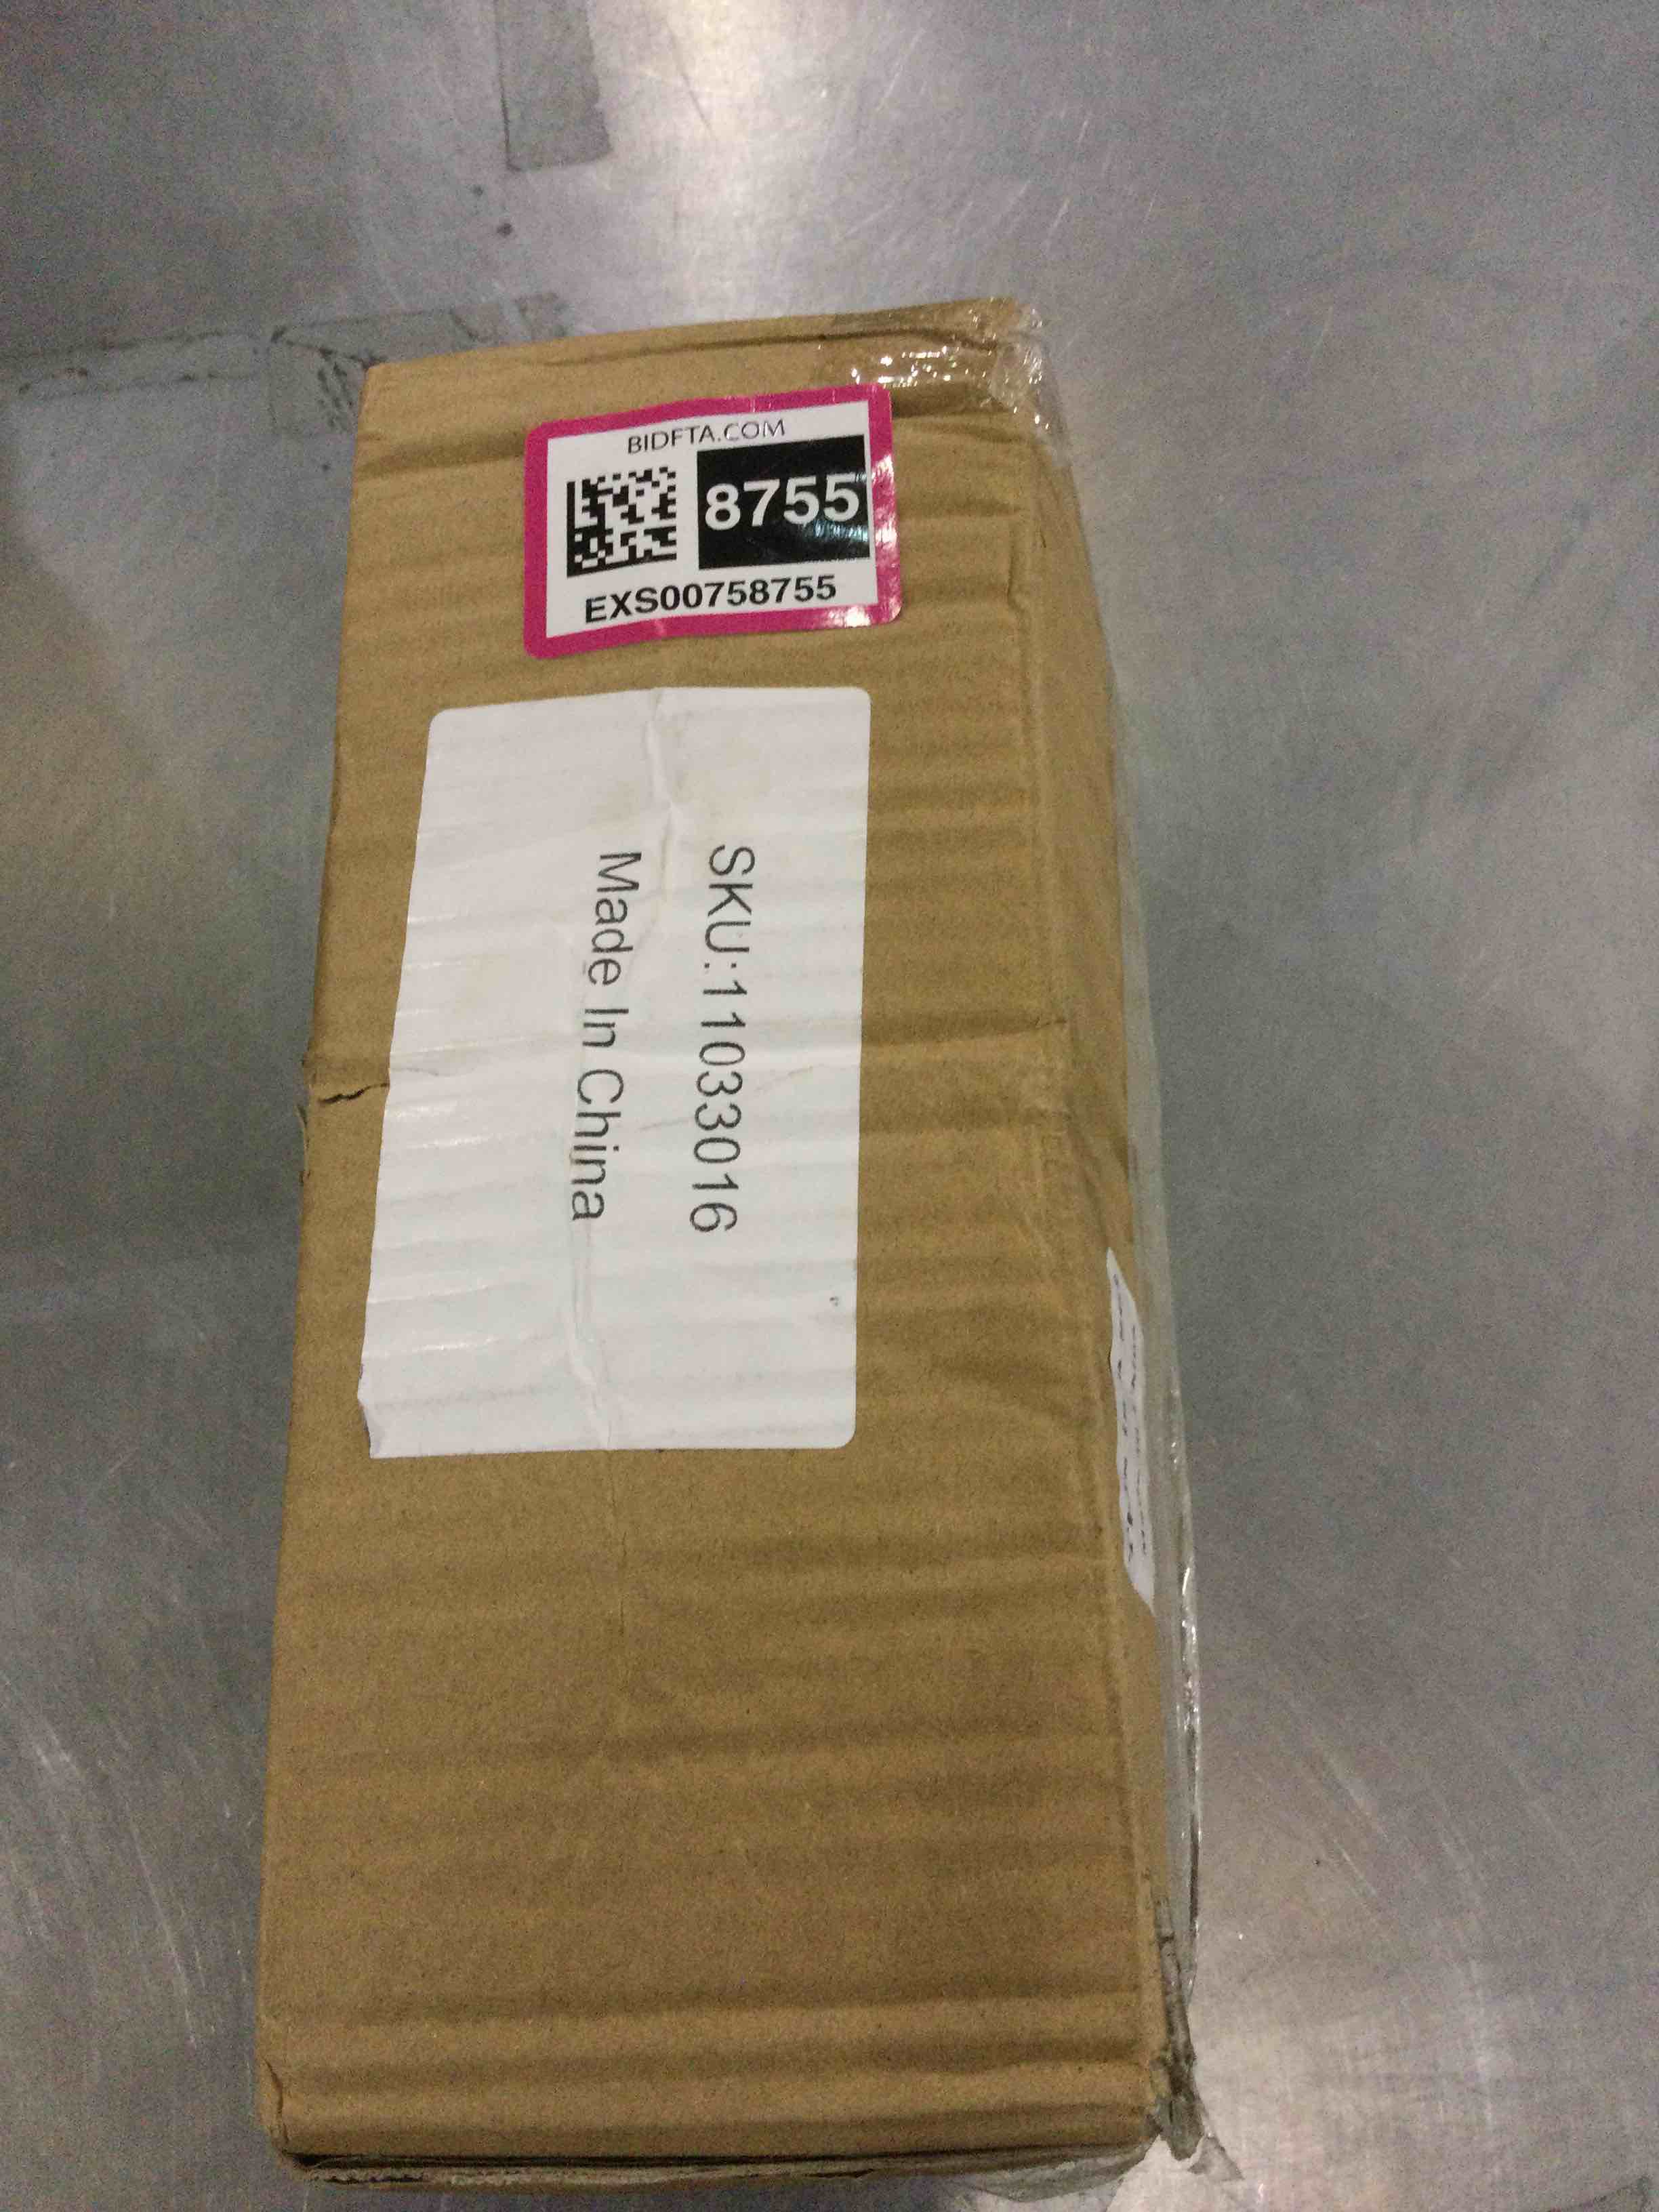 BIDFTA.COM
8755
EXS00758755
SKU:11033016
Made In China